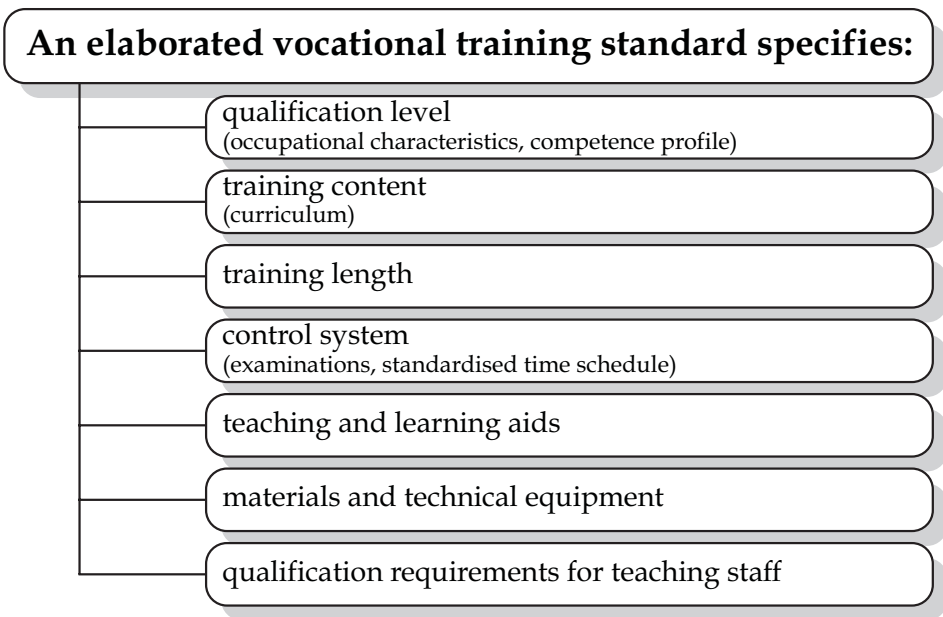 An elaborated vocational training standard specifies:
qualification level
(occupational characteristics, competence profile)
training content
(curriculum)
training length
control system
(examinations, standardised time schedule)
teaching and learning aids
materials and technical equipment
qualification requirements for teaching staff